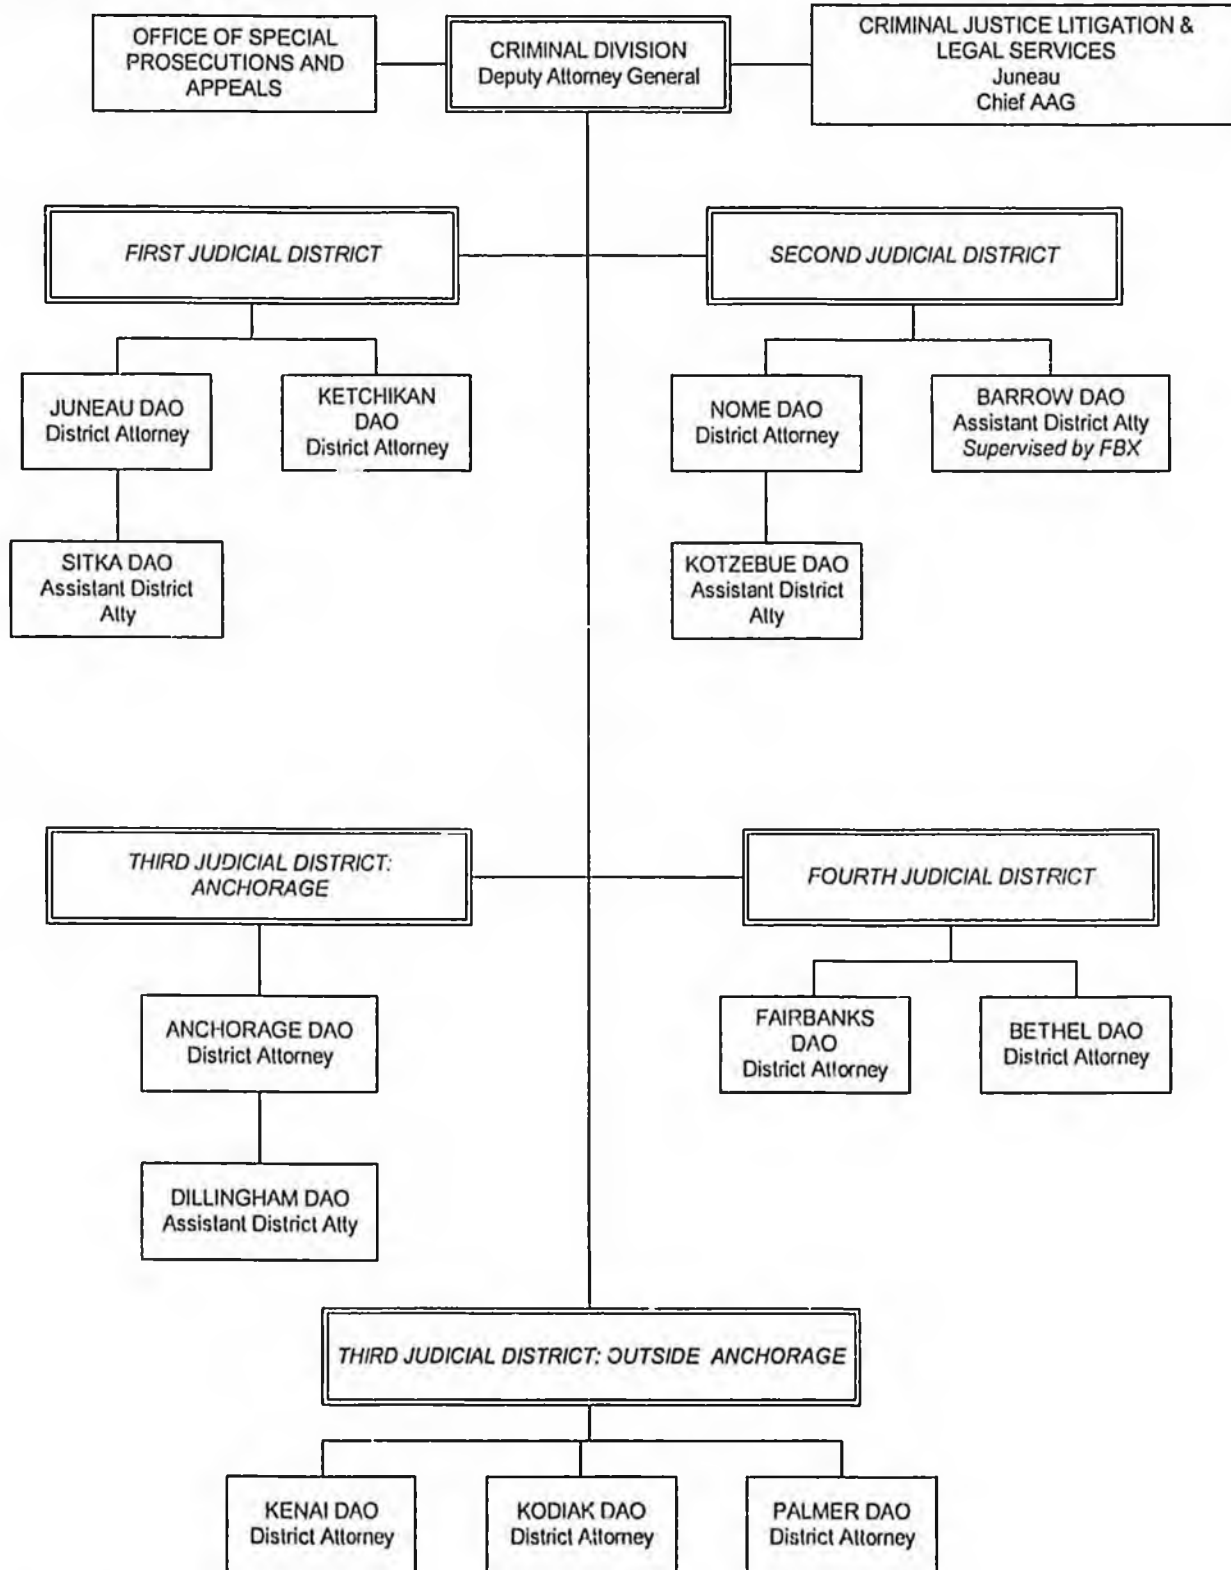 OFFICE OF SPECIAL
PROSECUTIONS AND
APPEALS
CRIMINAL DIVISION
Deputy Attorney General
CRIMINAL JUSTICE LITIGATION &
LEGAL SERVICES
Juneau
Chief AAG
FIRST JUDICIAL DISTRICT
SECOND JUDICIAL DISTRICT
JUNEAU DAO
District Attorney
KETCHIKAN
DAO
District Attorney
NOME DAO
District Attorney
BARROW DAO
Assistant District Atty
Supervised by FBX
SITKA DAO
Assistant District
Atty
KOTZEBUE DAO
Assistant District
Atty
THIRD JUDICIAL DISTRICT:
ANCHORAGE
FOURTH JUDICIAL DISTRICT
ANCHORAGE DAO
District Attorney
FAIRBANKS
DAO
District Attorney
BETHEL DAO
District Attorney
DILLINGHAM DAO
Assistant District Atty
THIRD JUDICIAL DISTRICT: OUTSIDE ANCHORAGE
KENAI DAO
District Attorney
KODIAK DAO
District Attorney
PALMER DAO
District Attorney